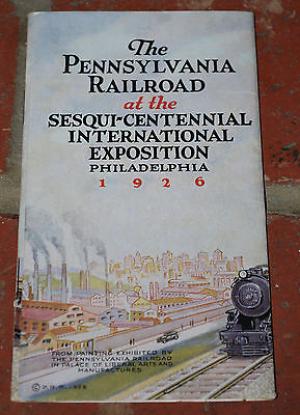 The
PENNSYLVANIA
RAILROAD
at the
SESQUI-CENTENNIAL
INTERNATIONAL
EXPOSITION
PHILADELPHIA
1926
FROM PAINTING EXHIBITED BY
THE PENNSYLVANIA RAILROAD
IN PALACE OF LIBERAL ARTS AND
MANUFACTURES